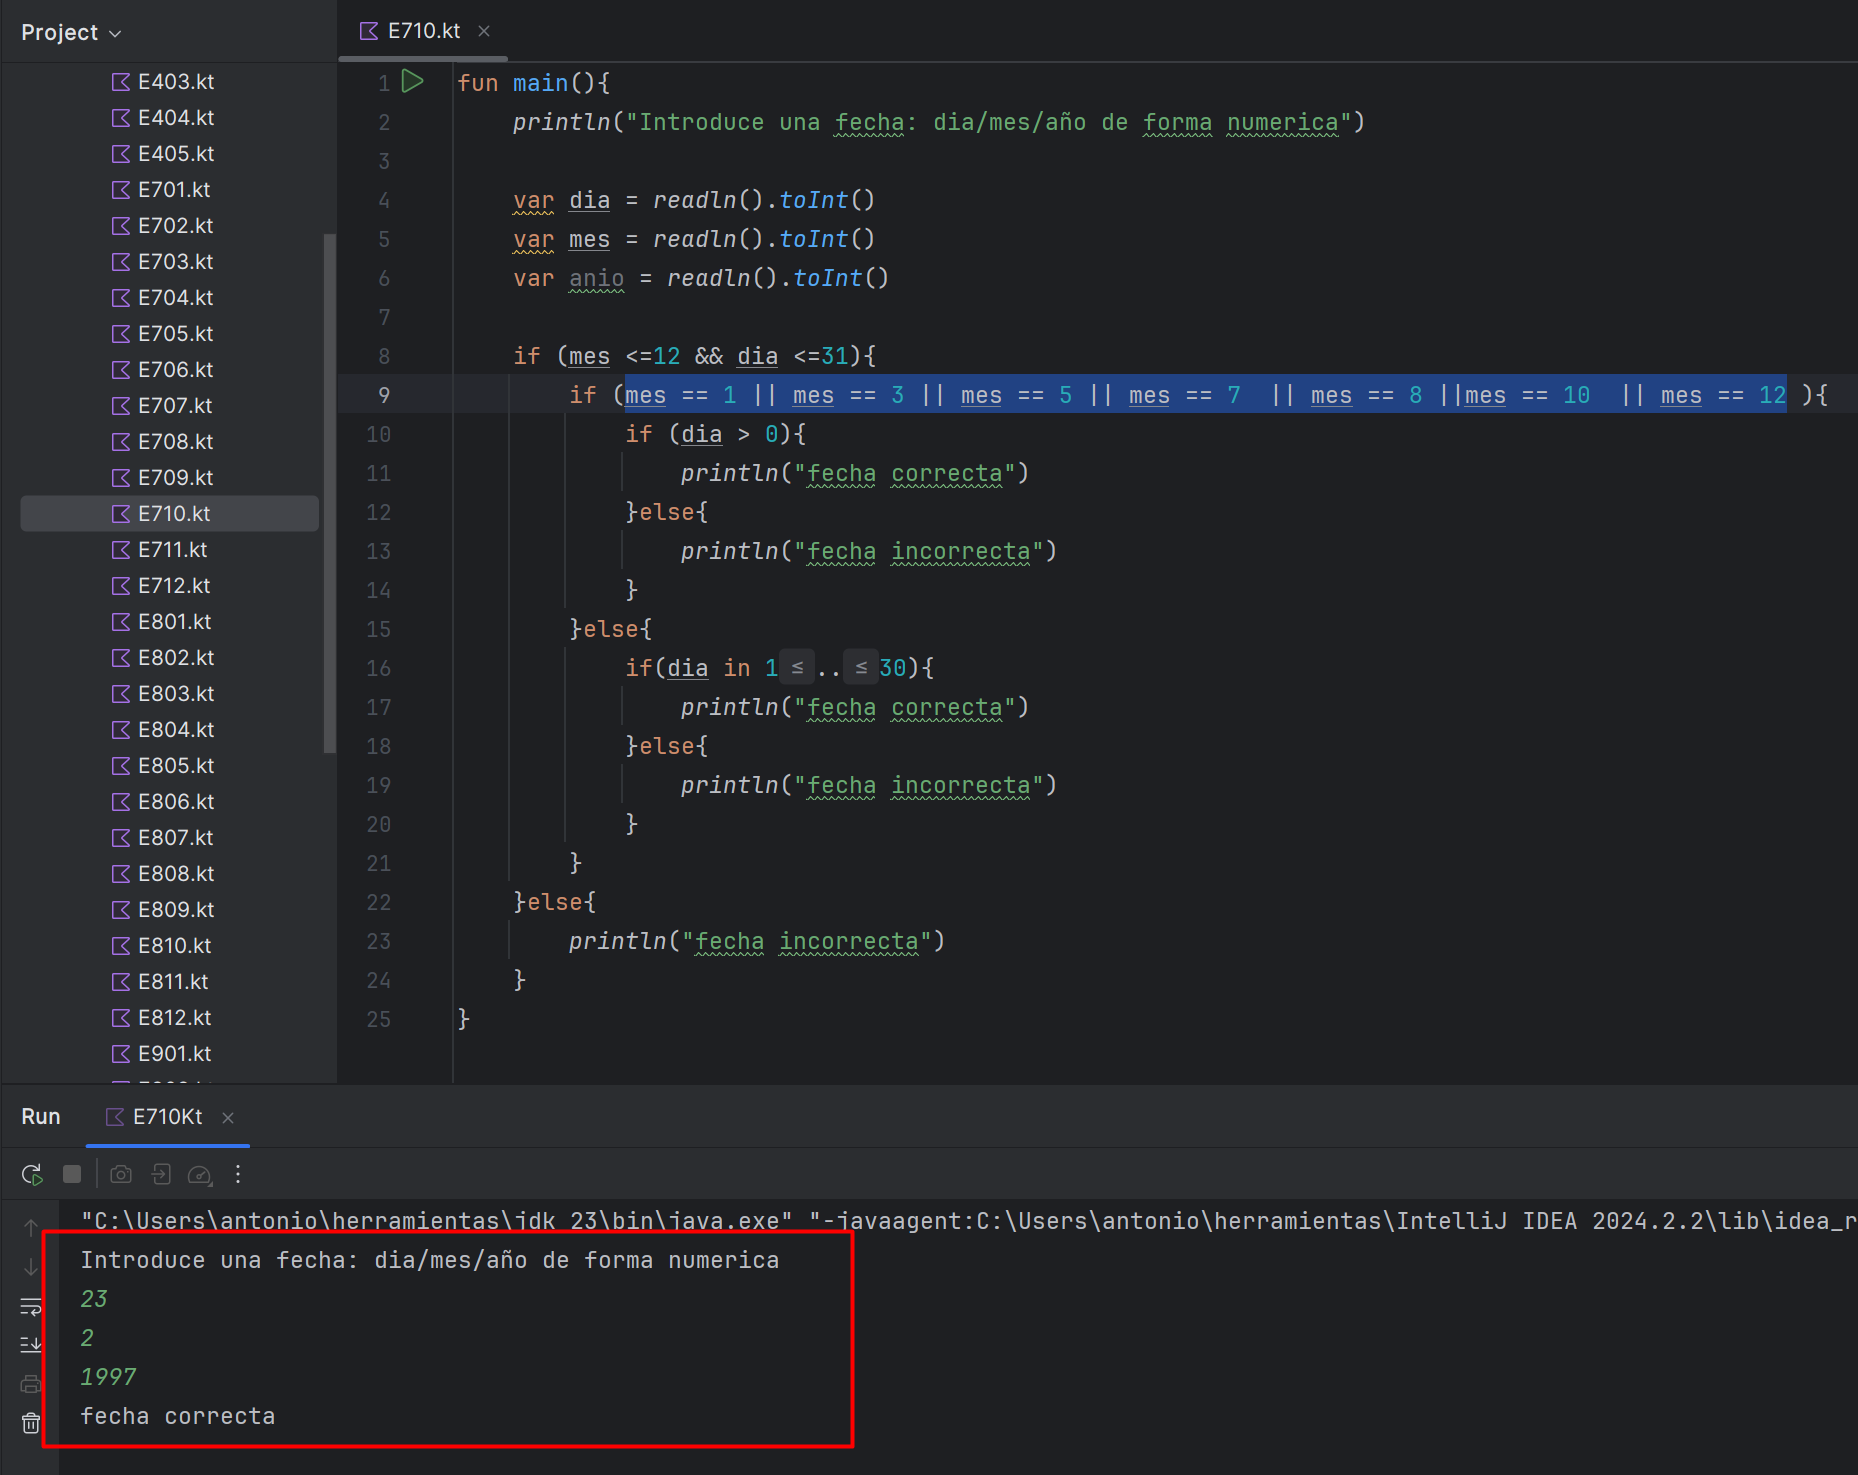 Project
E403.kt
E404.kt
E405.kt
E701.kt
E702.kt
E703.kt
E704.kt
E705.kt
E706.kt
E707.kt
E708.kt
E709.kt
E710.kt
E711.kt
E712.kt
E801.kt
E802.kt
E803.kt
E804.kt
E805.kt
E806.kt
E807.kt
E808.kt
E809.kt
E810.kt
E811.kt
E812.kt
E901.kt
E710.kt
1 fun main(){
2     println("Introduce una fecha: dia/mes/año de forma numerica")
3
4     var dia = readln().toInt()
5     var mes = readln().toInt()
6     var anio = readln().toInt()
7
8     if (mes <=12 && dia <=31){
9         if (mes == 1 || mes == 3 || mes == 5 || mes == 7  || mes == 8 ||mes == 10  || mes == 12 ){
10             if (dia > 0){
11                 println("fecha correcta")
12             }else{
13                 println("fecha incorrecta")
14             }
15         }else{
16             if(dia in 1 ≤ .. ≤ 30){
17                 println("fecha correcta")
18             }else{
19                 println("fecha incorrecta")
20             }
21         }
22     }else{
23         println("fecha incorrecta")
24     }
25 }
Run
E710Kt
"C:\Users\antonio\herramientas\jdk 23\bin\java.exe" "-javaagent:C:\Users\antonio\herramientas\IntelliJ IDEA 2024.2.2\lib\idea_r
Introduce una fecha: dia/mes/año de forma numerica
23
2
1997
fecha correcta